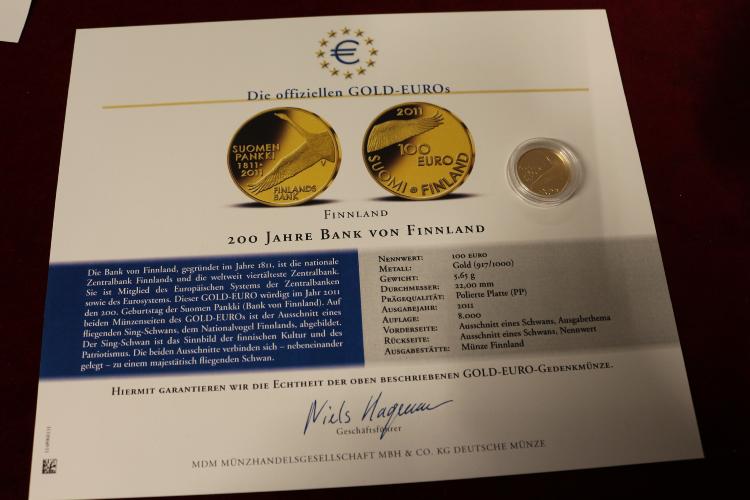 €
Die offiziellen GOLD-EUROs
SUOMEN
PANKKI
1811-
2011
FINLANDS
BANK
2011
100
EURO
SUOMI FINLAND
FINNLAND
200 JAHRE BANK VON FINNLAND
Die Bank von Finnland, gegründet im Jahre 1811, ist die nationale
Zentralbank Finnlands und die weltweit viertälteste Zentralbank.
Sie ist Mitglied des Europäischen Systems der Zentralbanken
sowie des Eurosystems. Dieser GOLD-EURO würdigt im Jahr 2011
den 200. Geburtstag der Suomen Pankki (Bank von Finnland). Auf
beiden Münzenseiten des GOLD-EUROs ist der Ausschnitt eines
fliegenden Sing-Schwans, dem Nationalvogel Finnlands, abgebildet.
Der Sing-Schwan ist das Sinnbild der finnischen Kultur und des
Patriotismus. Die beiden Ausschnitte verbinden sich – nebeneinander
gelegt – zu einem majestätisch fliegenden Schwan.
NENNWERT: 100 EURO
METALL: Gold (917/1000)
GEWICHT: 5,65 g
DURCHMESSER: 22,00 mm
PRÄGEQUALITÄT: Polierte Platte (PP)
AUSGABEJAHR: 2011
AUFLAGE: 8.000
VORDERSEITE: Ausschnitt eines Schwans, Ausgabethema
RÜCKSEITE: Ausschnitt eines Schwans, Nennwert
AUSGABESTÄTTE: Münze Finnland
HIERMIT GARANTIEREN WIR DIE ECHTHEIT DER OBEN BESCHRIEBENEN GOLD-EURO-GEDENKMÜNZE.
Niels Hagemann
Geschäftsführer
MDM MÜNZHANDELSGESELLSCHAFT MBH & CO. KG DEUTSCHE MÜNZE